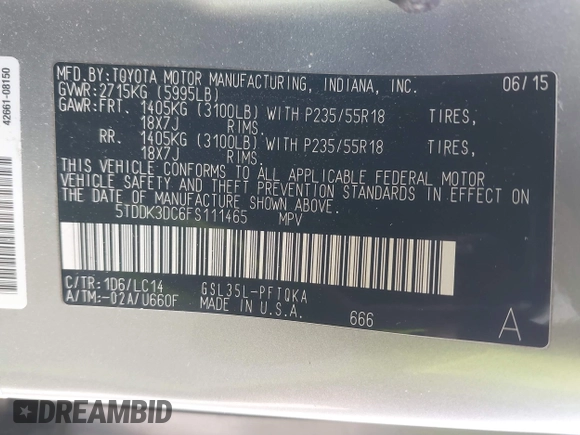 42661-08150
MFD.BY:TOYOTA MOTOR MANUFACTURING, INDIANA, INC. 06/15
GVWR:2715KG (5995LB)
GAWR:FRT. 1405KG (3100LB) WITH P235/55R18 TIRES,
18X7J RIMS.
RR. 1405KG (3100LB) WITH P235/55R18 TIRES,
18X7J RIMS.
THIS VEHICLE CONFORMS TO ALL APPLICABLE FEDERAL MOTOR
VEHICLE SAFETY AND THEFT PREVENTION STANDARDS IN EFFECT ON
THE DATE OF MANUFACTURE SHOWN ABOVE.
5TDDK3DC6FS111465 MPV
C/TR:1D6/LC14 GSL35L-PFTQKA
A/TM:-02A/U660F MADE IN U.S.A. 666
A
DREAMBID